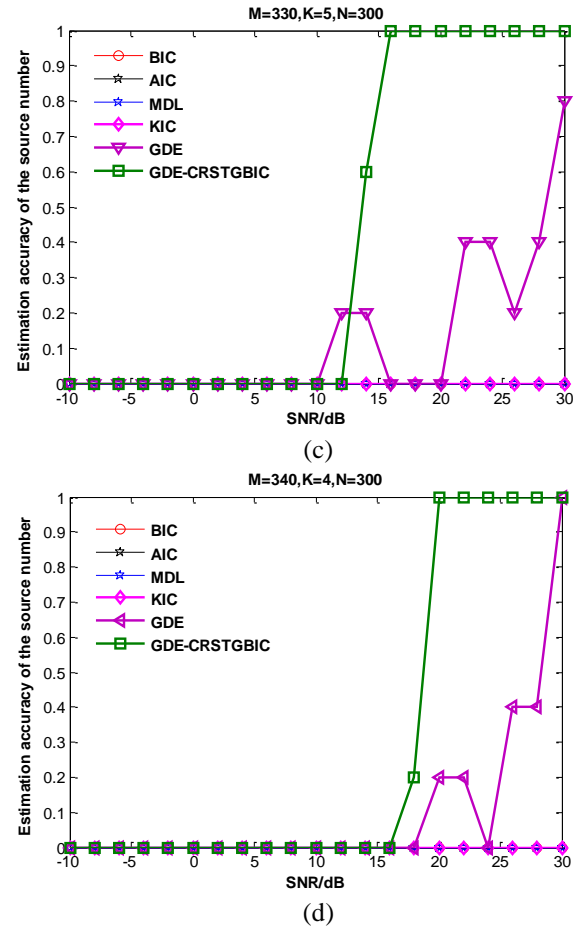 M=330,K=5,N=300
Estimation accuracy of the source number
1
0.9
0.8
0.7
0.6
0.5
0.4
0.3
0.2
0.1
0
BIC
AIC
MDL
KIC
GDE
GDE-CRSTGBIC
-10 -5 0 5 10 15 20 25 30
SNR/dB
(c)
M=340,K=4,N=300
Estimation accuracy of the source number
1
0.9
0.8
0.7
0.6
0.5
0.4
0.3
0.2
0.1
0
BIC
AIC
MDL
KIC
GDE
GDE-CRSTGBIC
-10 -5 0 5 10 15 20 25 30
SNR/dB
(d)